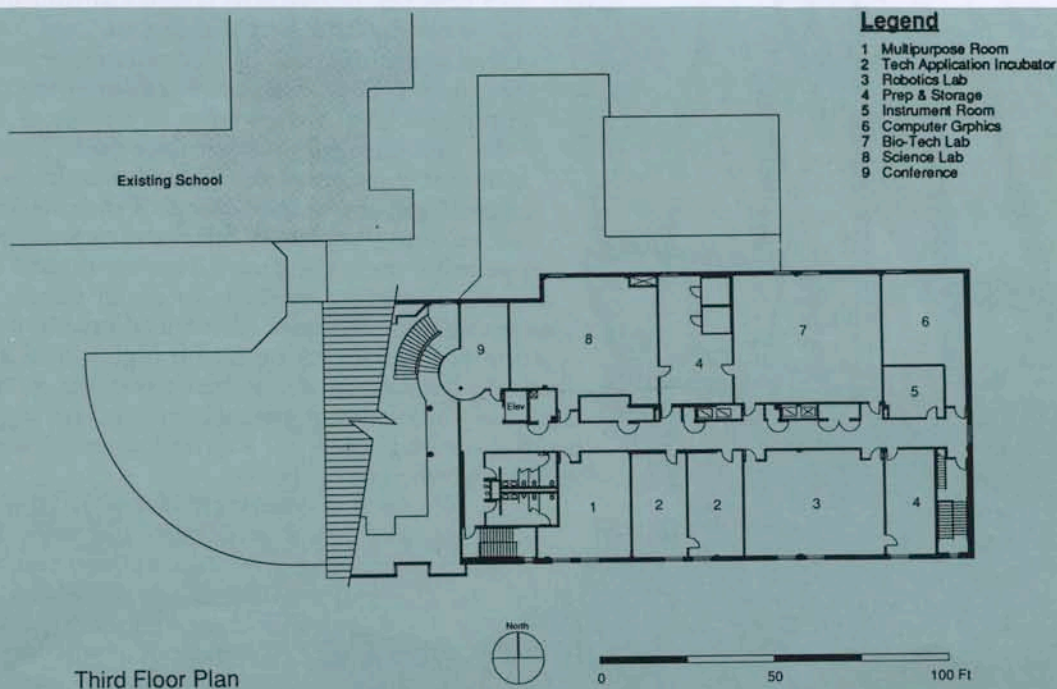 Legend
1 Multipurpose Room
2 Tech Application Incubator
3 Robotics Lab
4 Prep & Storage
5 Instrument Room
6 Computer Grphics
7 Bio-Tech Lab
8 Science Lab
9 Conference
Existing School
6
9
8
7
4
5
Elev
1
2
2
3
4
North
Third Floor Plan
0
50
100 Ft